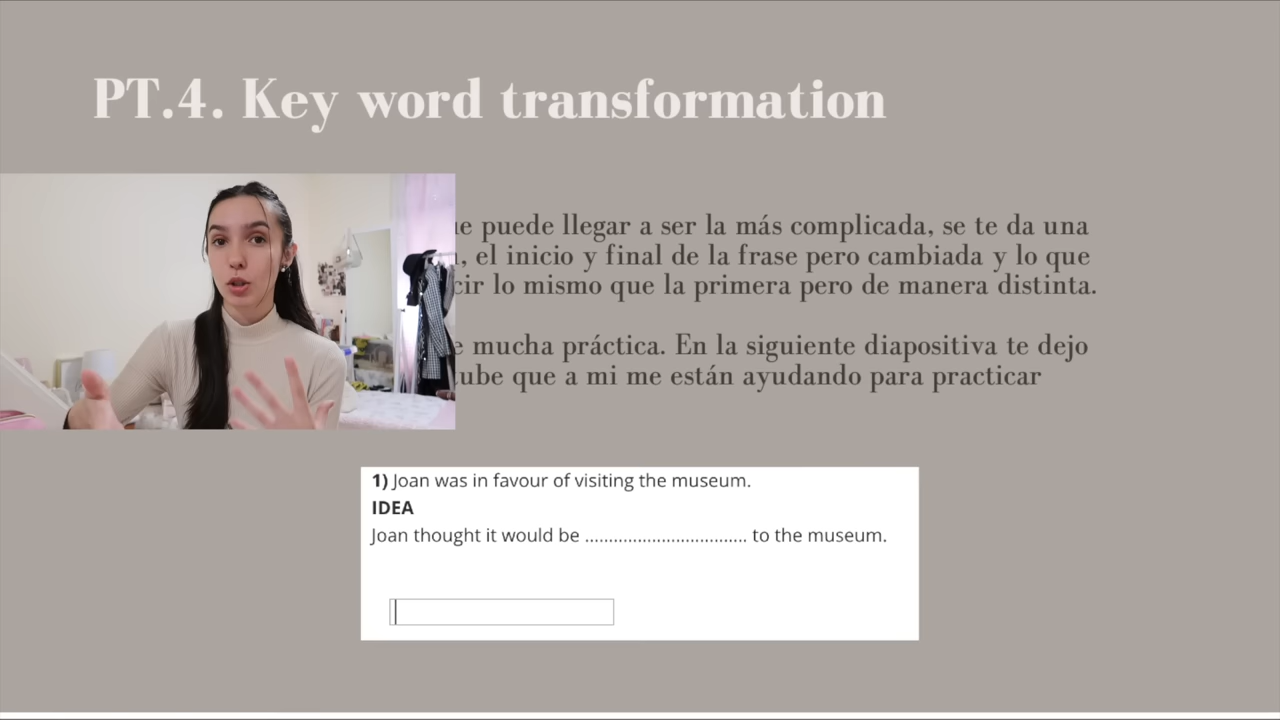 PT.4. Key word transformation
puede llegar a ser la más complicada, se te da una
, el inicio y final de la frase pero cambiada y lo que
lo mismo que la primera pero de manera distinta.
mucha práctica. En la siguiente diapositiva te dejo
que a mi me están ayudando para practicar
1) Joan was in favour of visiting the museum.
IDEA
Joan thought it would be .................................. to the museum.